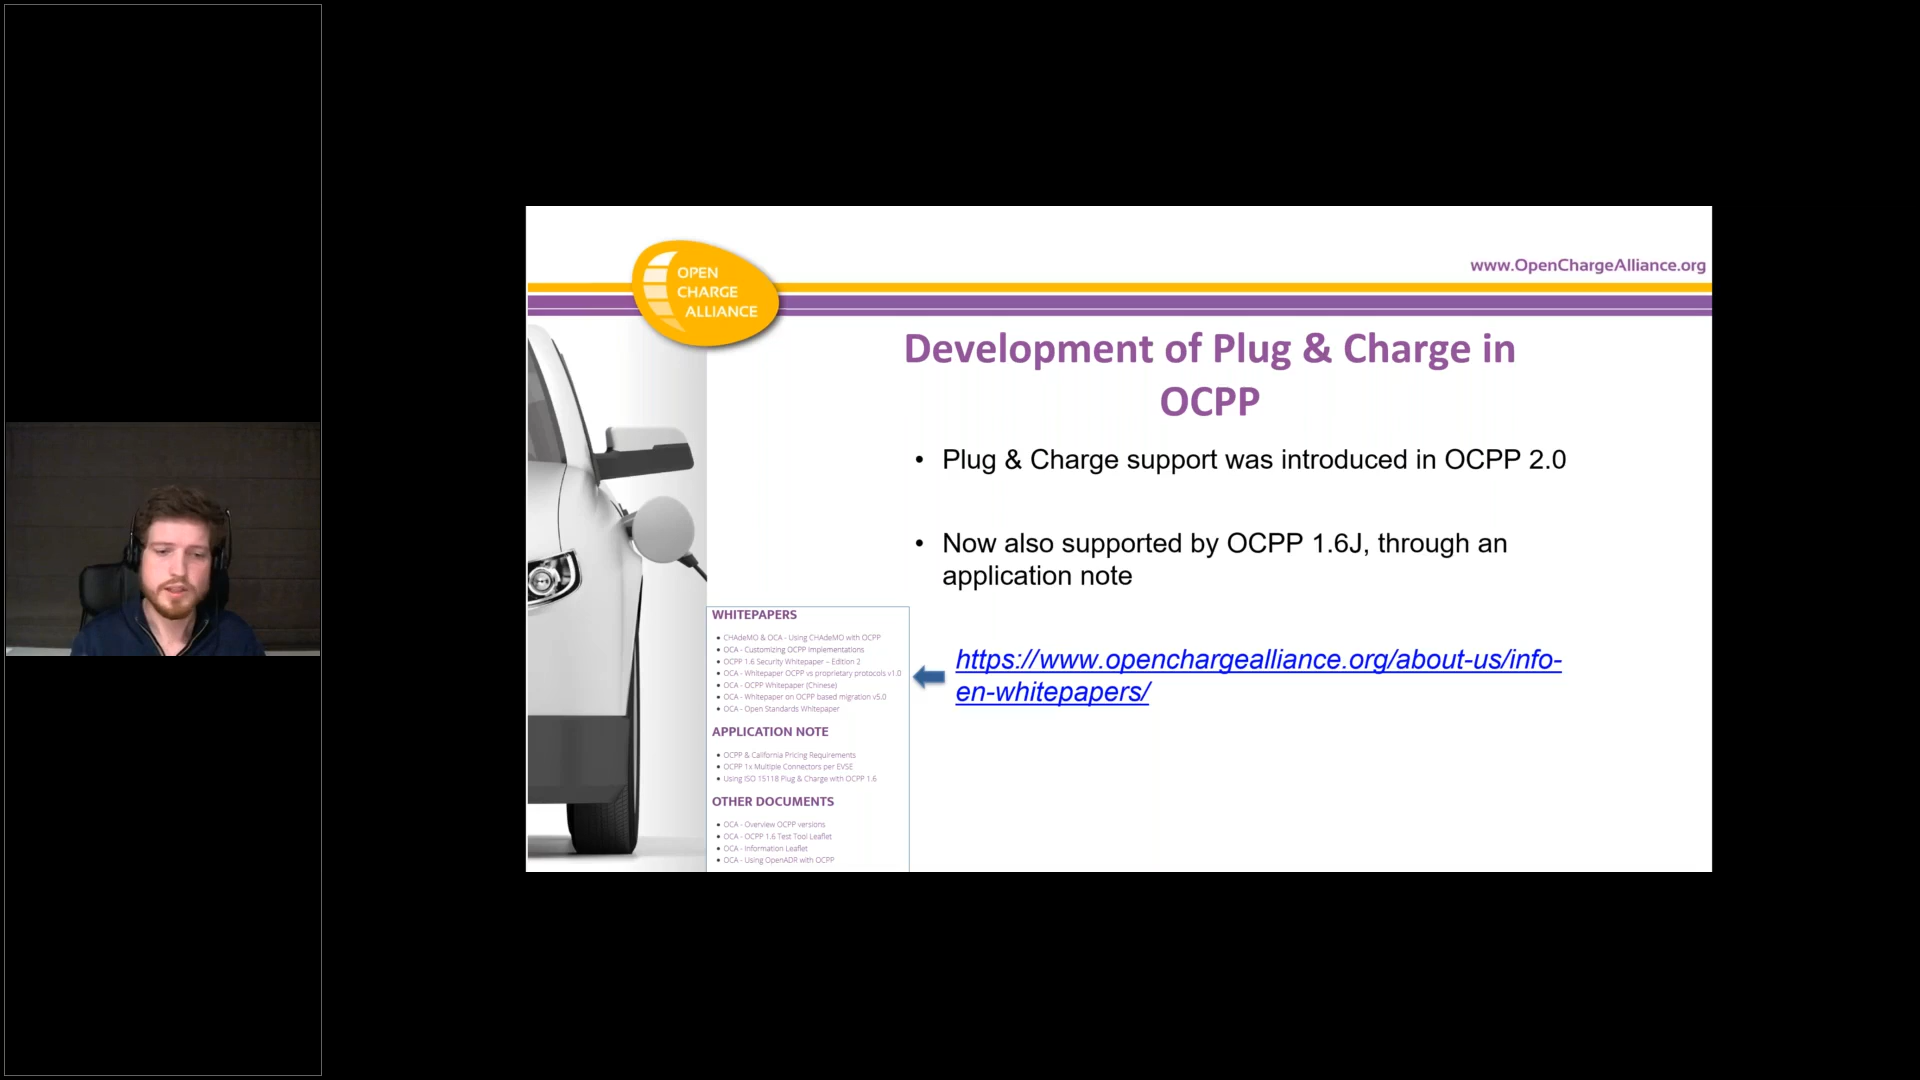 OPEN
CHARGE
ALLIANCE
www.OpenChargeAlliance.org
Development of Plug & Charge in
OCPP
• Plug & Charge support was introduced in OCPP 2.0
• Now also supported by OCPP 1.6J, through an
application note
https://www.openchargealliance.org/about-us/info-
en-whitepapers/
WHITEPAPERS
• CHAdeMO & OCA - Using CHAdeMO with OCPP
• OCA - Customizing OCPP Implementations
• OCPP 1.6 Security Whitepaper – Edition 2
• OCA - Whitepaper OCPP vs proprietary protocols v1.0
• OCA - OCPP Whitepaper (Chinese)
• OCA - Whitepaper on OCPP based migration v5.0
• OCA - Open Standards Whitepaper
APPLICATION NOTE
• OCPP & California Pricing Requirements
• OCPP 1x Multiple Connectors per EVSE
• Using ISO 15118 Plug & Charge with OCPP 1.6
OTHER DOCUMENTS
• OCA - Overview OCPP versions
• OCA - OCPP 1.6 Test Tool Leaflet
• OCA - Information Leaflet
• OCA - Using OpenADR with OCPP